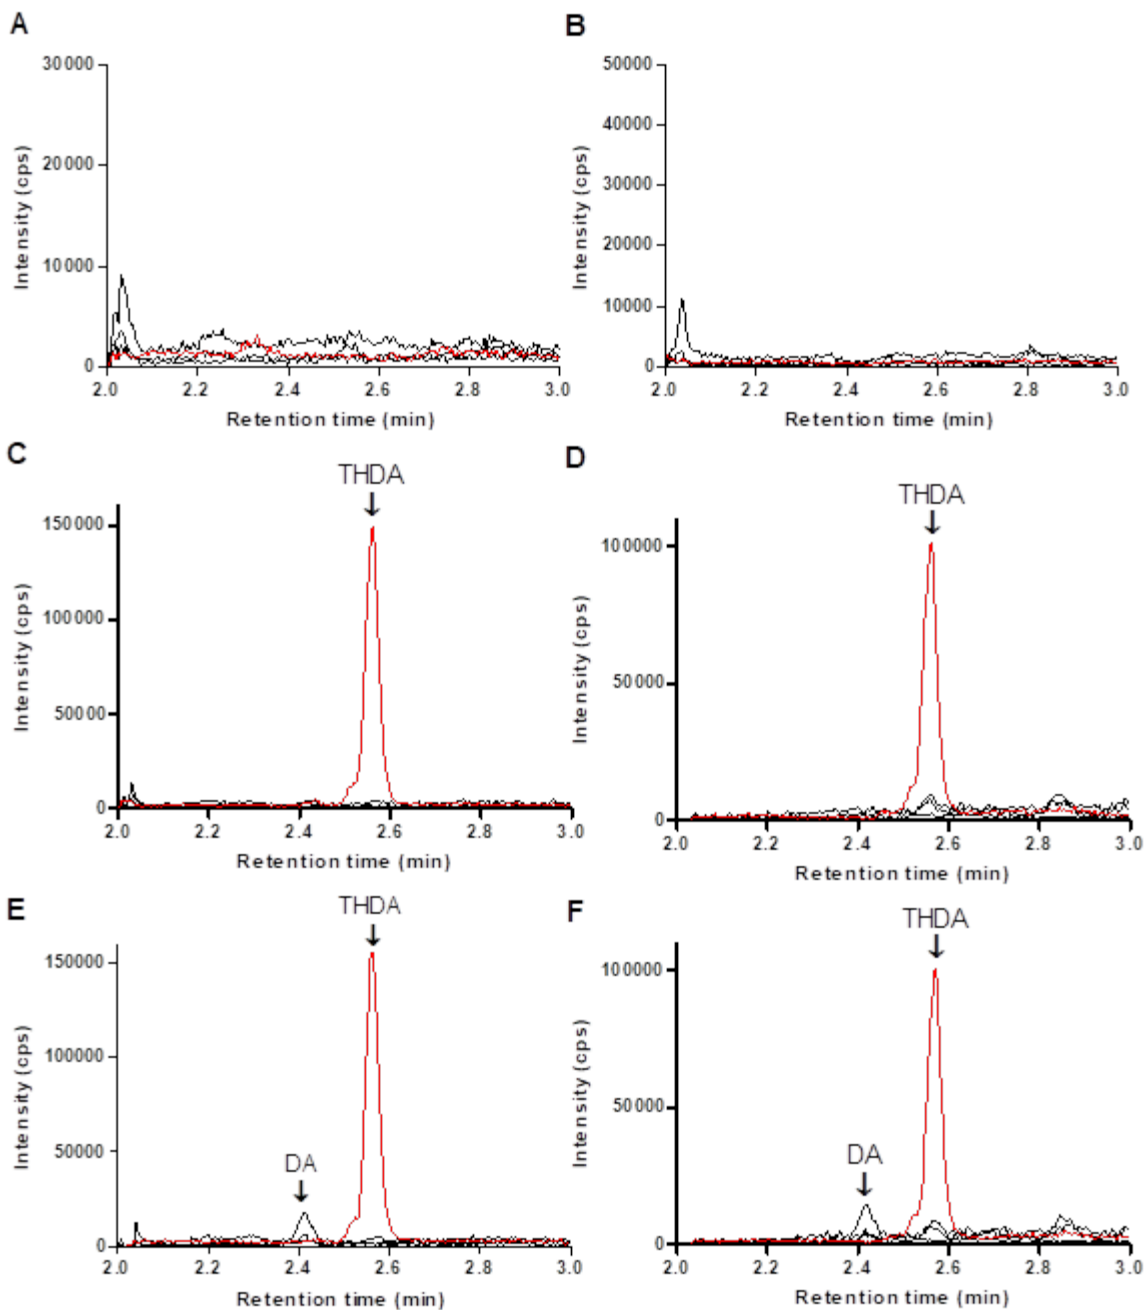 A
30000
20000
10000
0
Intensity (cps)
2.0 2.2 2.4 2.6 2.8 3.0
Retention time (min)
B
50000
40000
30000
20000
10000
0
Intensity (cps)
2.0 2.2 2.4 2.6 2.8 3.0
Retention time (min)
C
THDA
150000
100000
50000
0
Intensity (cps)
2.0 2.2 2.4 2.6 2.8 3.0
Retention time (min)
D
THDA
100000
50000
0
Intensity (cps)
2.0 2.2 2.4 2.6 2.8 3.0
Retention time (min)
E
THDA
150000
100000
50000
0
DA
Intensity (cps)
2.0 2.2 2.4 2.6 2.8 3.0
Retention time (min)
F
THDA
100000
50000
0
DA
Intensity (cps)
2.0 2.2 2.4 2.6 2.8 3.0
Retention time (min)